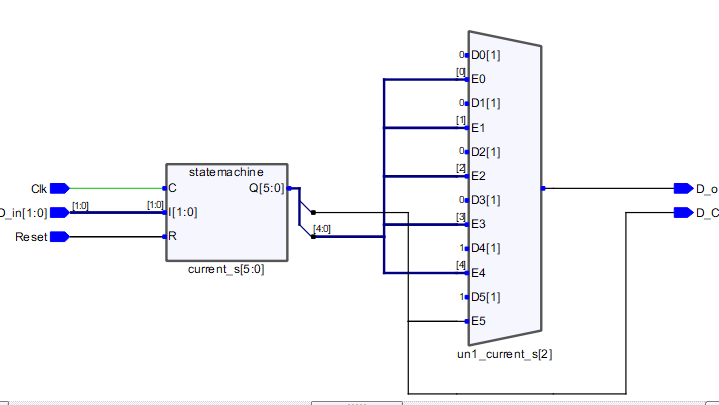 0 D0[1]
[0] E0
0 D1[1]
[1] E1
0 D2[1]
[2] E2
statemachine
Clk C Q[5:0] D_o
D_in[1:0] [1:0] [1:0] I[1:0] 0 D3[1] D_C
[3] E3
Reset R [4:0] 1 D4[1]
[4] E4
current_s[5:0]
1 D5[1]
E5
un1_current_s[2]